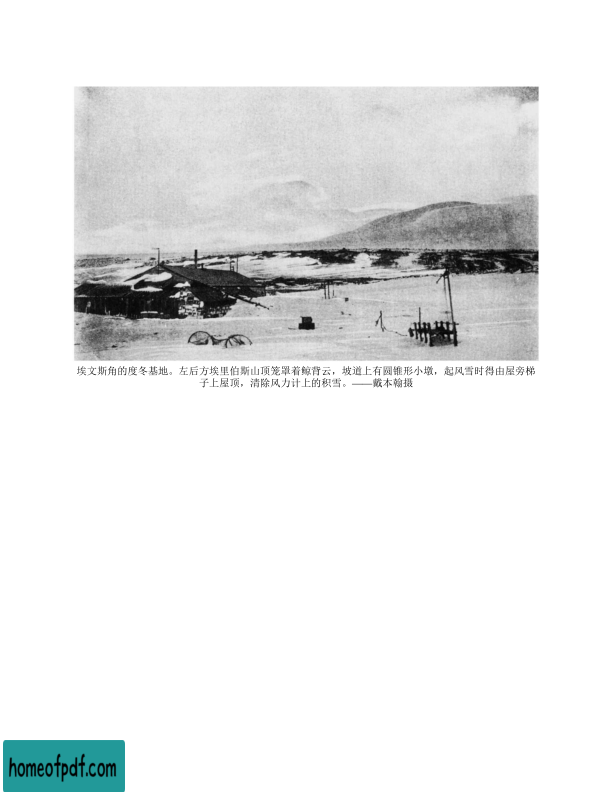 埃文斯角的度冬基地。左后方埃里伯斯山顶笼罩着鲸背云，坡道上有圆锥形小墩，起风雪时得由屋旁梯
子上屋顶，清除风力计上的积雪。——戴本翰摄
homeofpdf.com